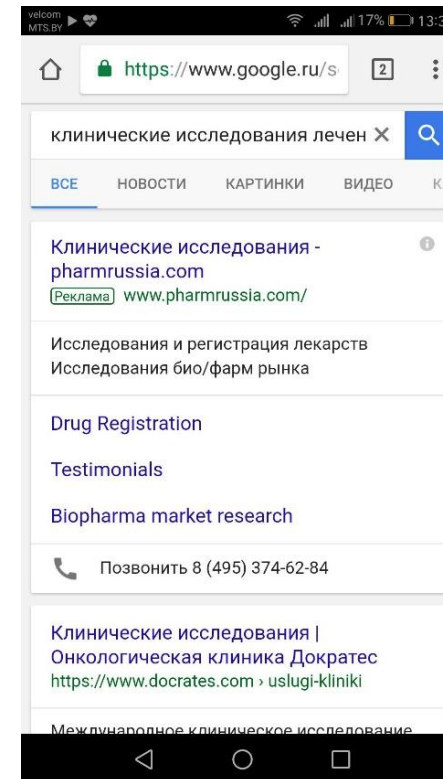 velcom
MTS.BY 17% 13:3
https://www.google.ru/s 2
клинические исследования лечен
ВСЕ НОВОСТИ КАРТИНКИ ВИДЕО К
Клинические исследования -
pharmrussia.com
Реклама www.pharmrussia.com/
Исследования и регистрация лекарств
Исследования био/фарм рынка
Drug Registration
Testimonials
Biopharma market research
Позвонить 8 (495) 374-62-84
Клинические исследования |
Онкологическая клиника Дократес
https://www.docrates.com › uslugi-kliniki
Международное клиническое исследование